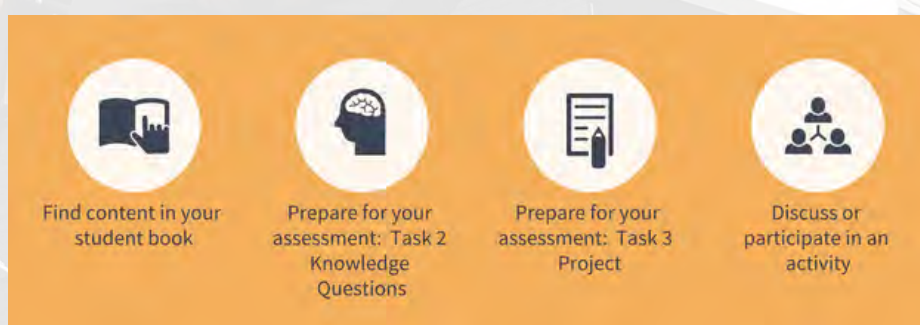 Find content in your
student book
Prepare for your
assessment: Task 2
Knowledge
Questions
Prepare for your
assessment: Task 3
Project
Discuss or
participate in an
activity